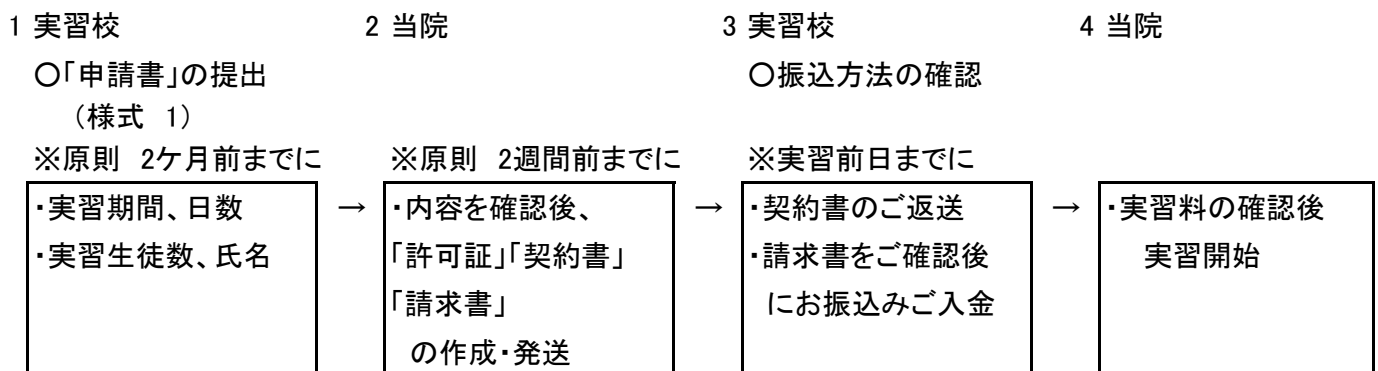 1 実習校
○「申請書」の提出
（様式 1）
※原則 2ケ月前までに
・実習期間、日数
・実習生徒数、氏名
→
2 当院
※原則 2週間前までに
・内容を確認後、
「許可証」「契約書」
「請求書」
の作成・発送
→
3 実習校
○振込方法の確認
※実習前日までに
・契約書のご返送
・請求書をご確認後
にお振込みご入金
→
4 当院
・実習料の確認後
実習開始